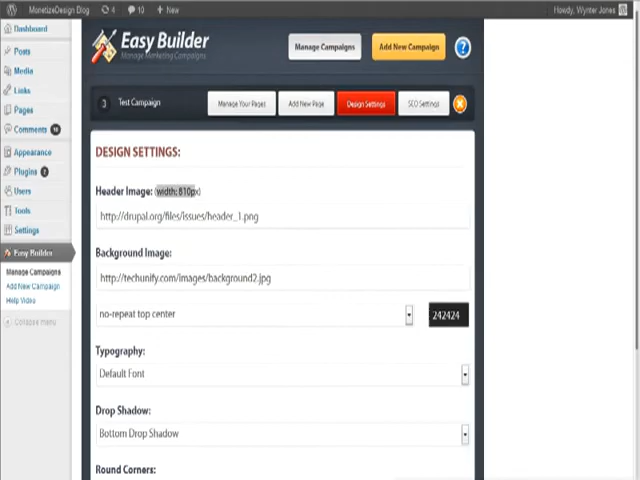 MonetizeDesign Blog 4 10 + New Howdy, Wynter Jones
Dashboard
Posts
Media
Links
Pages
Comments 10
Appearance
Plugins 2
Users
Tools
Settings
Easy Builder
Manage Campaigns
Add New Campaign
Help Video
Collapse menu
Easy Builder
Manage Marketing Campaigns
Manage Campaigns
Add New Campaign
?
3 Test Campaign
Manage Your Pages
Add New Page
Design Settings
SEO Settings
DESIGN SETTINGS:
Header Image: (width: 810px)
http://drupal.org/files/issues/header_1.png
Background Image:
http://techunify.com/images/background2.jpg
no-repeat top center
242424
Typography:
Default Font
Drop Shadow:
Bottom Drop Shadow
Round Corners: